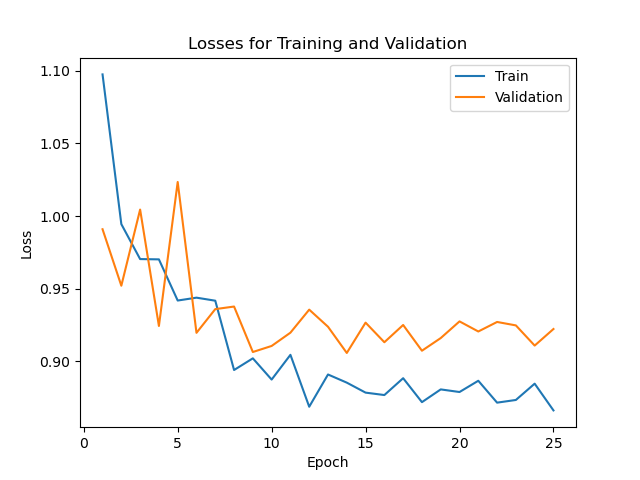 Losses for Training and Validation
Train
Validation
1.10
1.05
1.00
0.95
0.90
Loss
0
5
10
15
20
25
Epoch